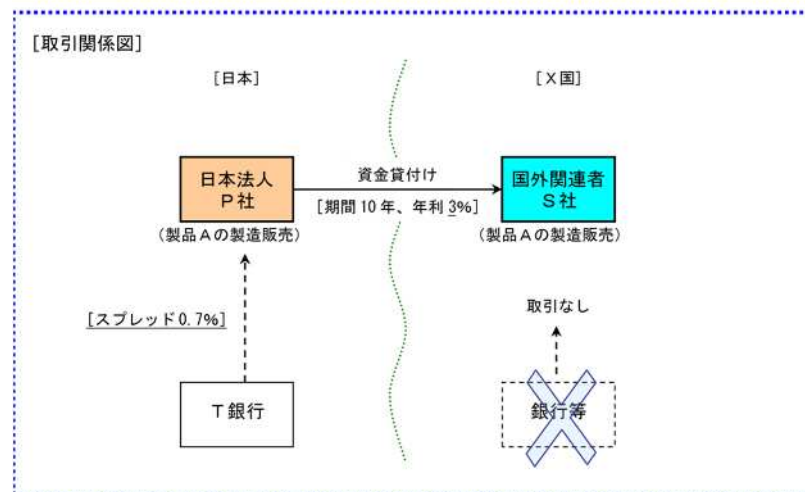 [取引関係図]
[日本]
[X国]
日本法人
P社
資金貸付け
[期間10年、年利3%]
国外関連者
S社
(製品Aの製造販売)
(製品Aの製造販売)
[スプレッド0.7%]
取引なし
T銀行
銀行等